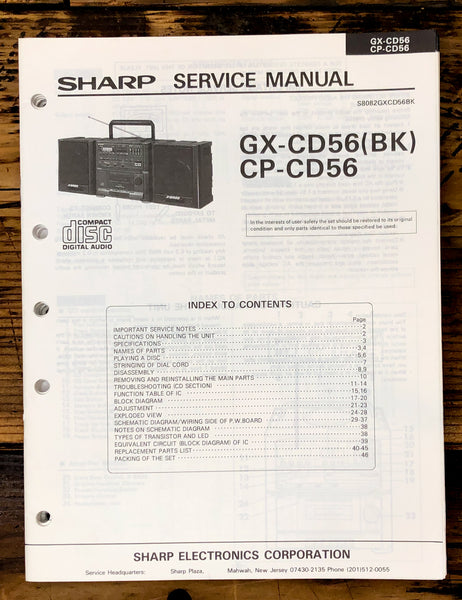 GX-CD56
CP-CD56
SHARP SERVICE MANUAL
S8082GXCD56BK
GX-CD56(BK)
CP-CD56
COMPACT
disc
DIGITAL AUDIO
In the interests of user-safety the set should be restored to its original
condition and only parts identical to those specified be used.
INDEX TO CONTENTS
Page
IMPORTANT SERVICE NOTES 2
CAUTIONS ON HANDLING THE UNIT 2
SPECIFICATIONS 3
NAMES OF PARTS 3,4
PLAYING A DISC 5,6
STRINGING OF DIAL CORD 7
DISASSEMBLY 8,9
REMOVING AND REINSTALLING THE MAIN PARTS 10
TROUBLESHOOTING (CD SECTION) 11-14
FUNCTION TABLE OF IC 15,16
BLOCK DIAGRAM 17-20
ADJUSTMENT 21-23
EXPLODED VIEW 24-28
SCHEMATIC DIAGRAM/WIRING SIDE OF P.W.BOARD 29-37
NOTES ON SCHEMATIC DIAGRAM 38
TYPES OF TRANSISTOR AND LED 38
EQUIVALENT CIRCUIT (BLOCK DIAGRAM) OF IC 39
REPLACEMENT PARTS LIST 40-45
PACKING OF THE SET 46
SHARP ELECTRONICS CORPORATION
Service Headquarters: Sharp Plaza, Mahwah, New Jersey 07430-2135 Phone (201)512-0055